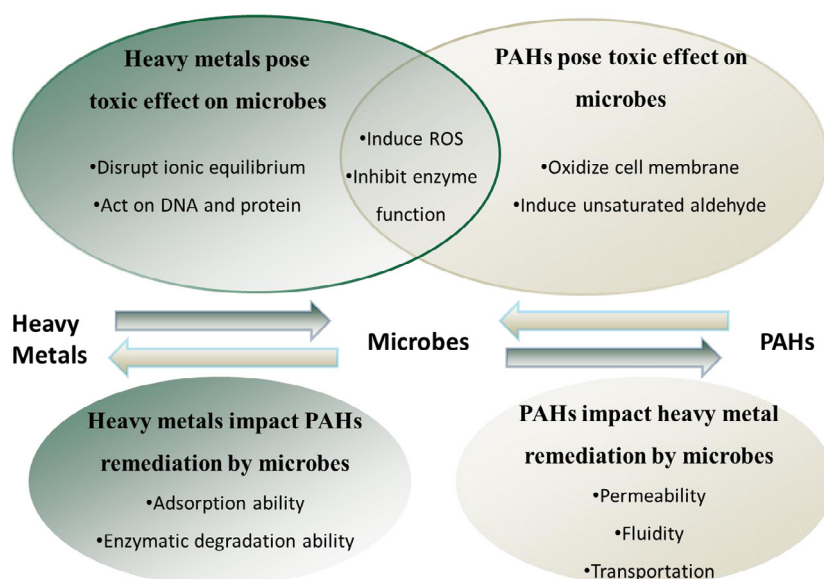 Heavy metals pose
toxic effect on microbes
•Disrupt ionic equilibrium
•Act on DNA and protein
•Induce ROS
•Inhibit enzyme
function
PAHs pose toxic effect on
microbes
•Oxidize cell membrane
•Induce unsaturated aldehyde
Heavy
Metals
Microbes
PAHs
Heavy metals impact PAHs
remediation by microbes
•Adsorption ability
•Enzymatic degradation ability
PAHs impact heavy metal
remediation by microbes
•Permeability
•Fluidity
•Transportation